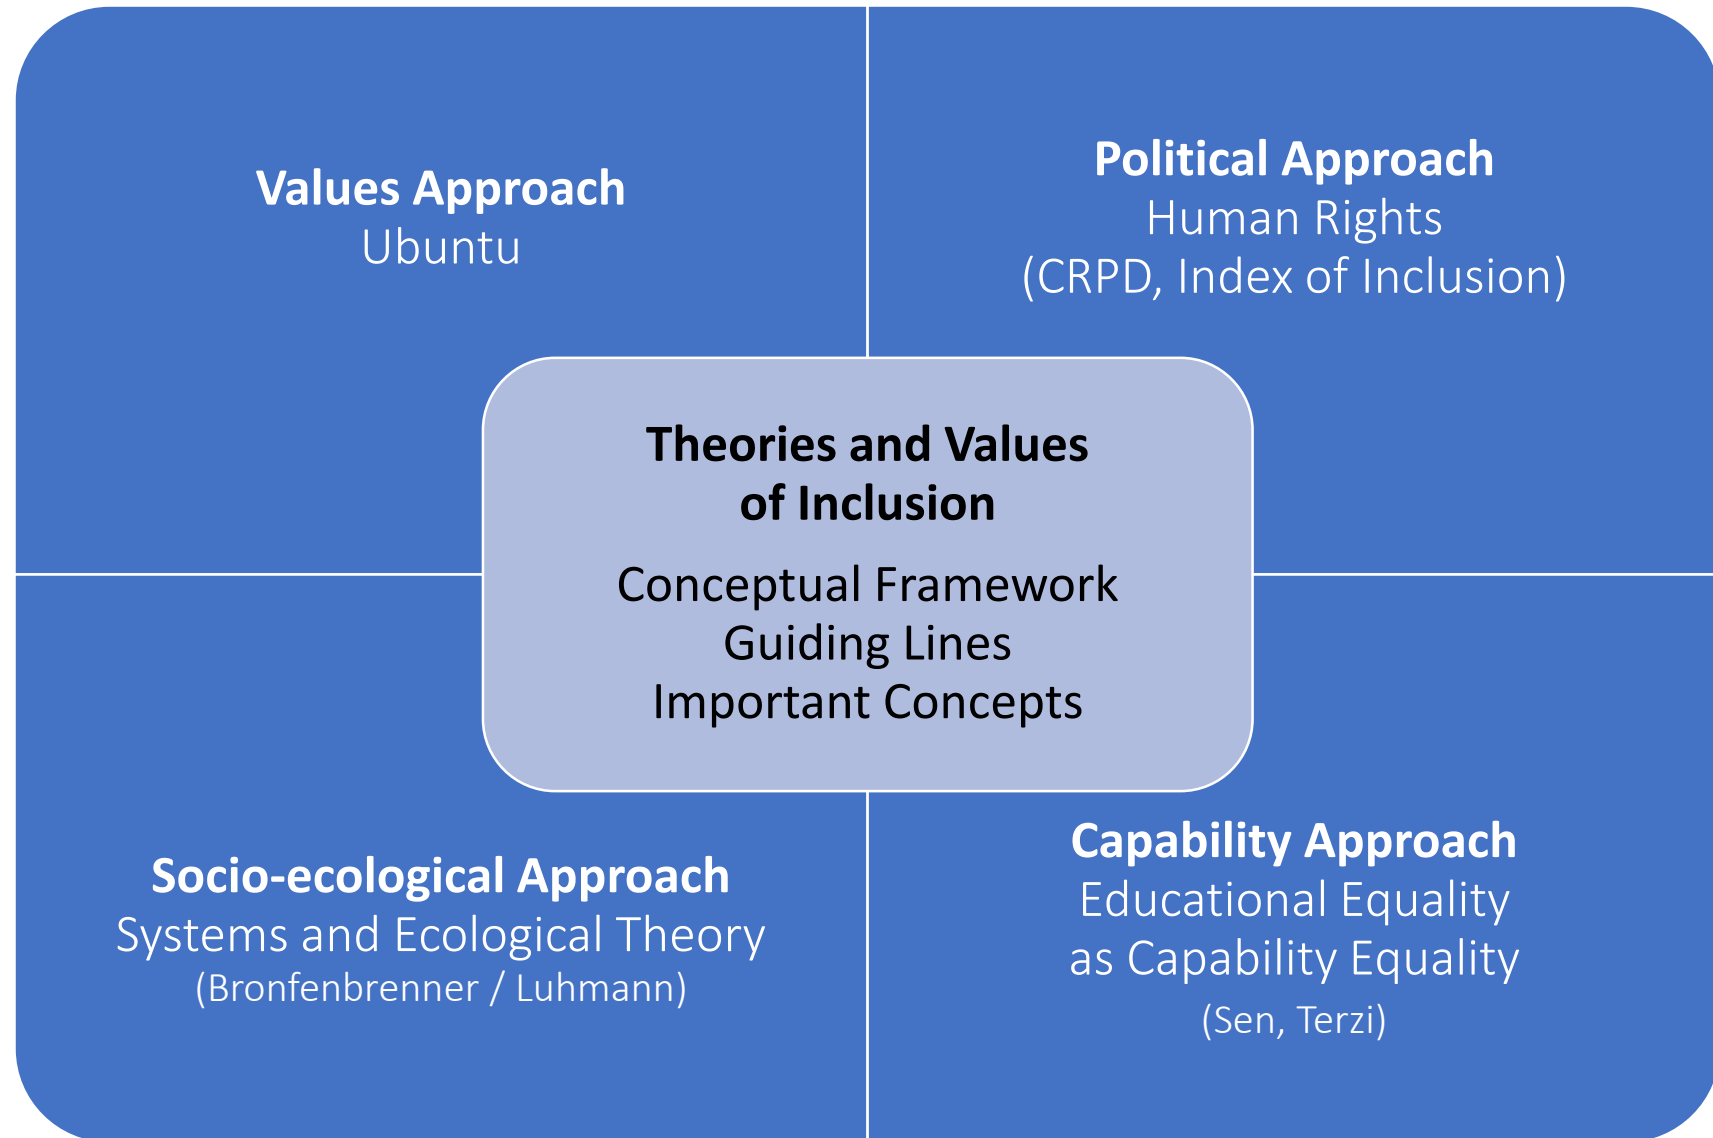 Values Approach
Ubuntu
Political Approach
Human Rights
(CRPD, Index of Inclusion)
Theories and Values
of Inclusion
Conceptual Framework
Guiding Lines
Important Concepts
Socio-ecological Approach
Systems and Ecological Theory
(Bronfenbrenner / Luhmann)
Capability Approach
Educational Equality
as Capability Equality
(Sen, Terzi)